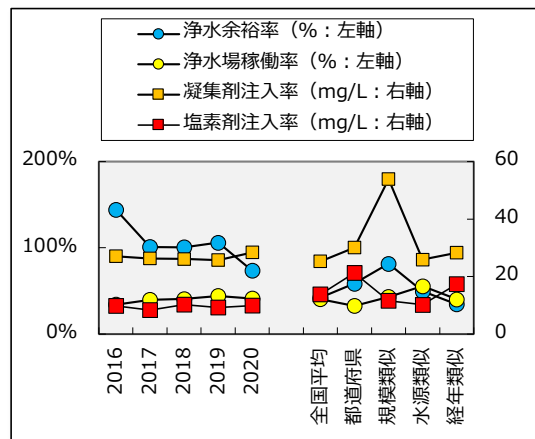 浄水余裕率（%：左軸）
浄水場稼働率（%：左軸）
凝集剤注入率（mg/L：右軸）
塩素剤注入率（mg/L：右軸）
200%
100%
0%
60
40
20
0
2016
2017
2018
2019
2020
全国平均
都道府県
規模類似
水源類似
経年類似